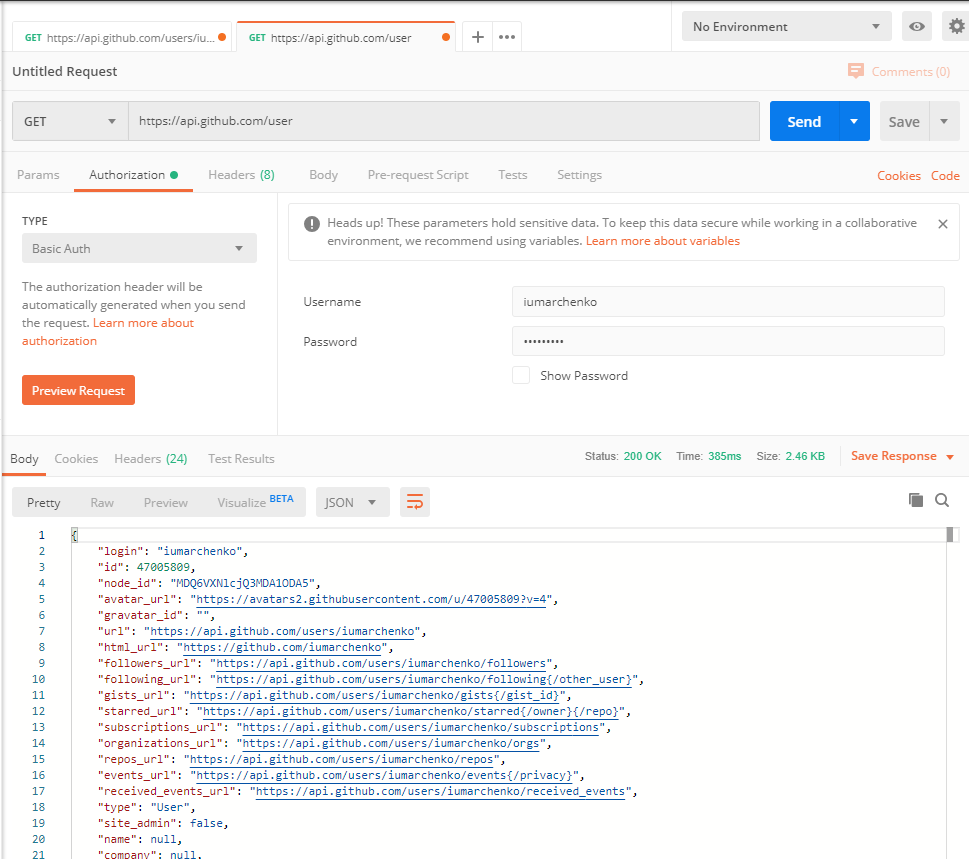 GET https://api.github.com/users/iu...
GET https://api.github.com/user
No Environment
Untitled Request
Comments (0)
GET
https://api.github.com/user
Send
Save
Params
Authorization
Headers (8)
Body
Pre-request Script
Tests
Settings
Cookies
Code
TYPE
Basic Auth
The authorization header will be
automatically generated when you send
the request. Learn more about
authorization
Preview Request
Heads up! These parameters hold sensitive data. To keep this data secure while working in a collaborative
environment, we recommend using variables. Learn more about variables
Username
iumarchenko
Password
•••••••••
Show Password
Body
Cookies
Headers (24)
Test Results
Status: 200 OK
Time: 385ms
Size: 2.46 KB
Save Response
Pretty
Raw
Preview
Visualize BETA
JSON
1 {
2 "login": "iumarchenko",
3 "id": 47005809,
4 "node_id": "MDQ6VXNlcjQ3MDA1ODA5",
5 "avatar_url": "https://avatars2.githubusercontent.com/u/47005809?v=4",
6 "gravatar_id": "",
7 "url": "https://api.github.com/users/iumarchenko",
8 "html_url": "https://github.com/iumarchenko",
9 "followers_url": "https://api.github.com/users/iumarchenko/followers",
10 "following_url": "https://api.github.com/users/iumarchenko/following{/other_user}",
11 "gists_url": "https://api.github.com/users/iumarchenko/gists{/gist_id}",
12 "starred_url": "https://api.github.com/users/iumarchenko/starred{/owner}{/repo}",
13 "subscriptions_url": "https://api.github.com/users/iumarchenko/subscriptions",
14 "organizations_url": "https://api.github.com/users/iumarchenko/orgs",
15 "repos_url": "https://api.github.com/users/iumarchenko/repos",
16 "events_url": "https://api.github.com/users/iumarchenko/events{/privacy}",
17 "received_events_url": "https://api.github.com/users/iumarchenko/received_events",
18 "type": "User",
19 "site_admin": false,
20 "name": null,
21 "company": null,